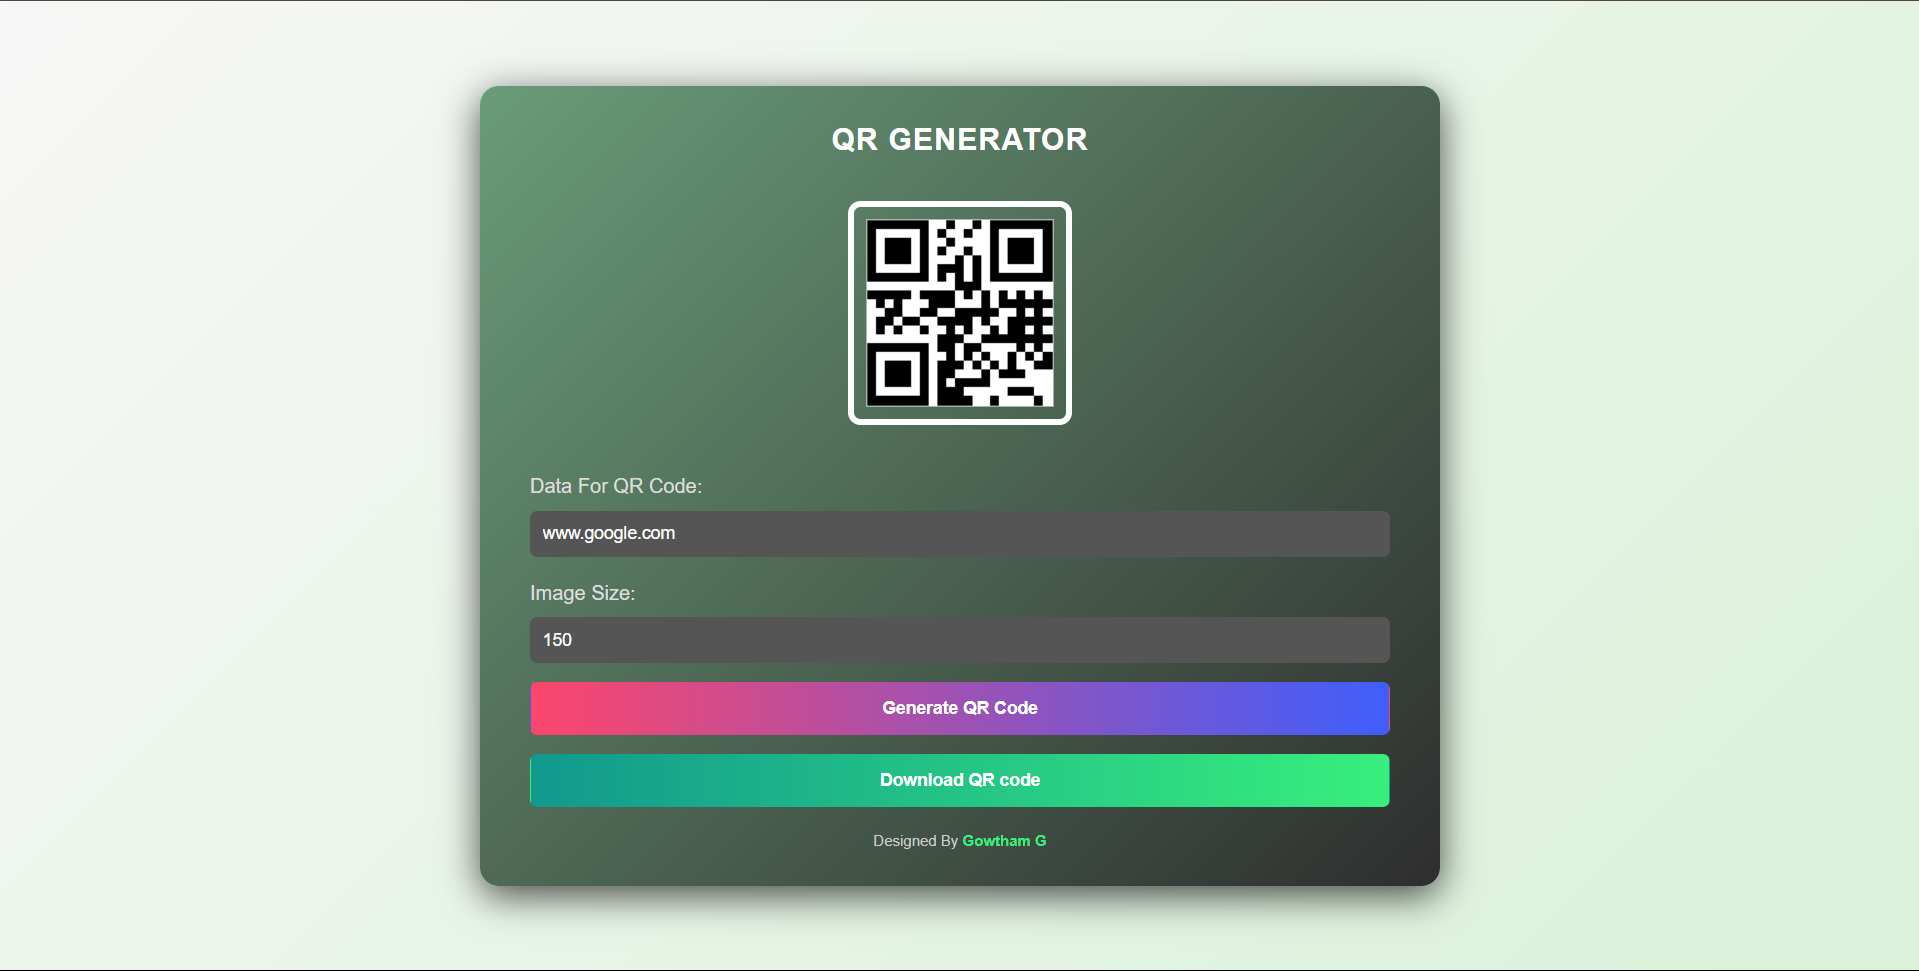 QR GENERATOR
Data For QR Code:
www.google.com
Image Size:
150
Generate QR Code
Download QR code
Designed By Gowtham G